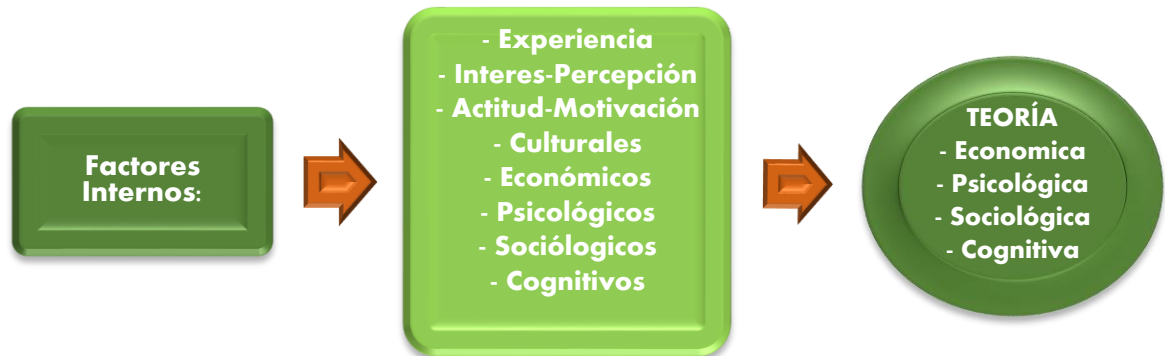 Factores
Internos:
- Experiencia
- Interes-Percepción
- Actitud-Motivación
- Culturales
- Económicos
- Psicológicos
- Sociólogicos
- Cognitivos
TEORÍA
- Economica
- Psicológica
- Sociológica
- Cognitiva